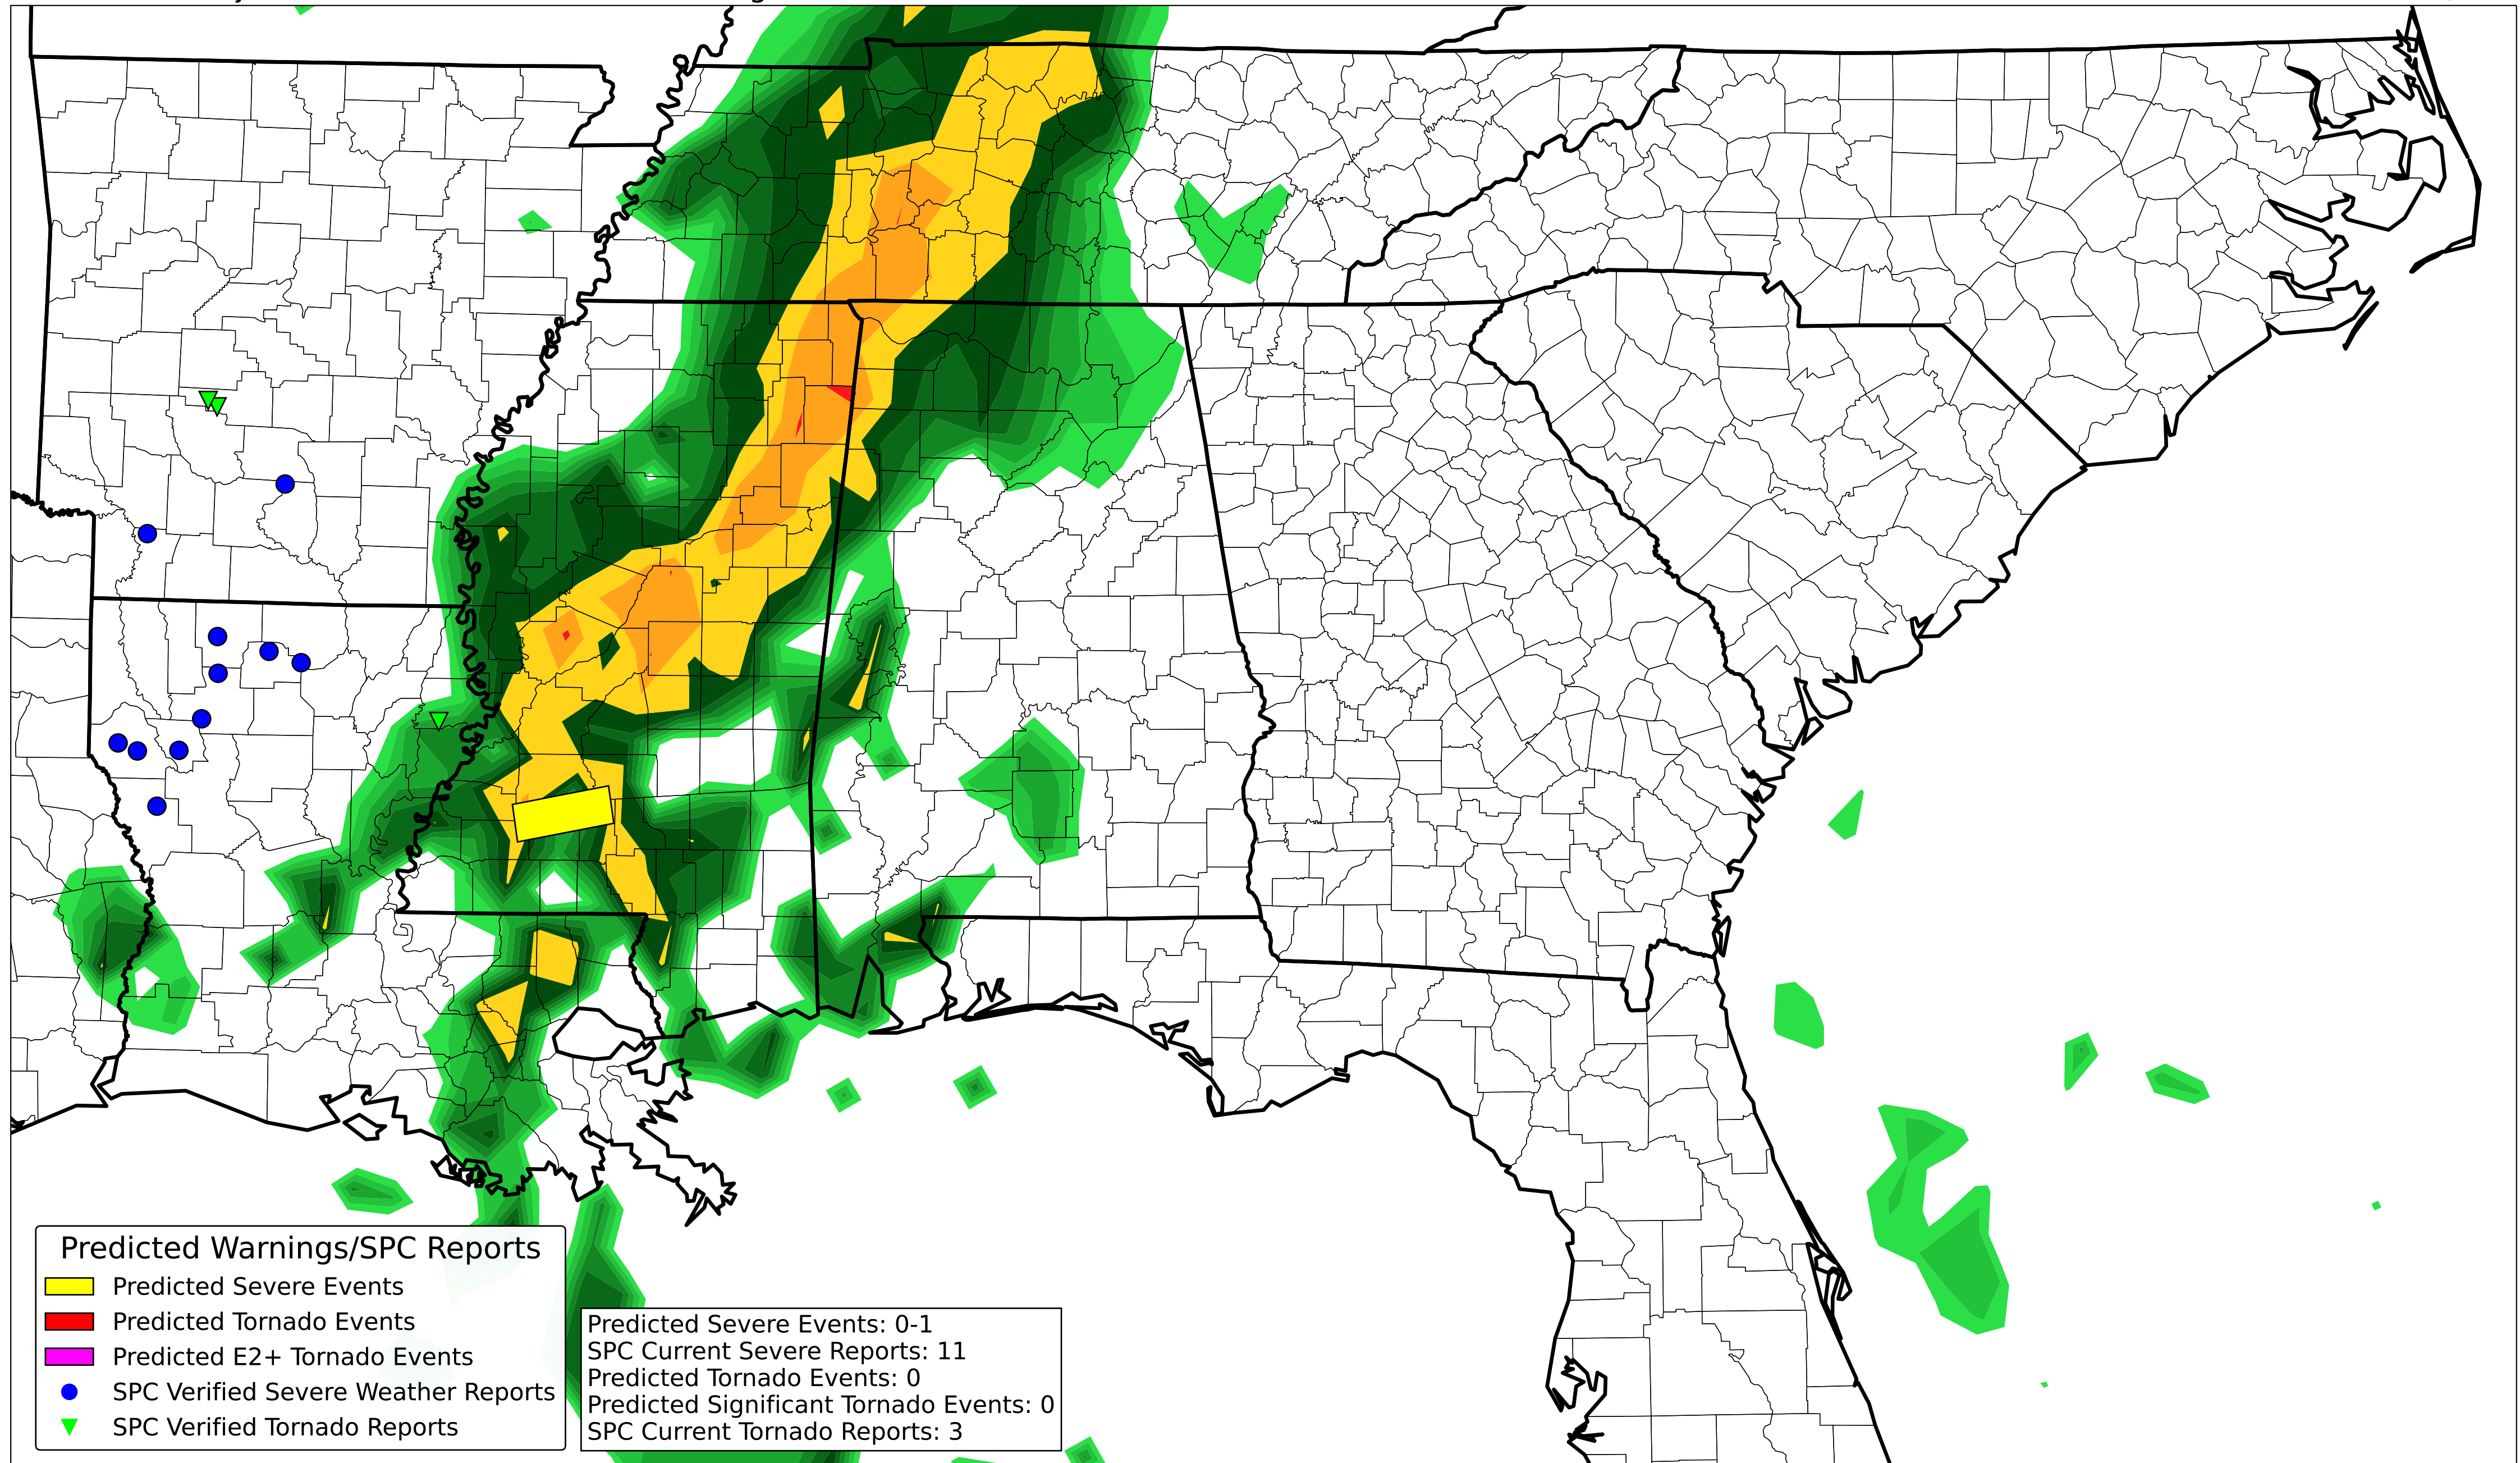 Predicted Warnings/SPC Reports
Predicted Severe Events
Predicted Tornado Events
Predicted E2+ Tornado Events
SPC Verified Severe Weather Reports
SPC Verified Tornado Reports
Predicted Severe Events: 0-1
SPC Current Severe Reports: 11
Predicted Tornado Events: 0
Predicted Significant Tornado Events: 0
SPC Current Tornado Reports: 3